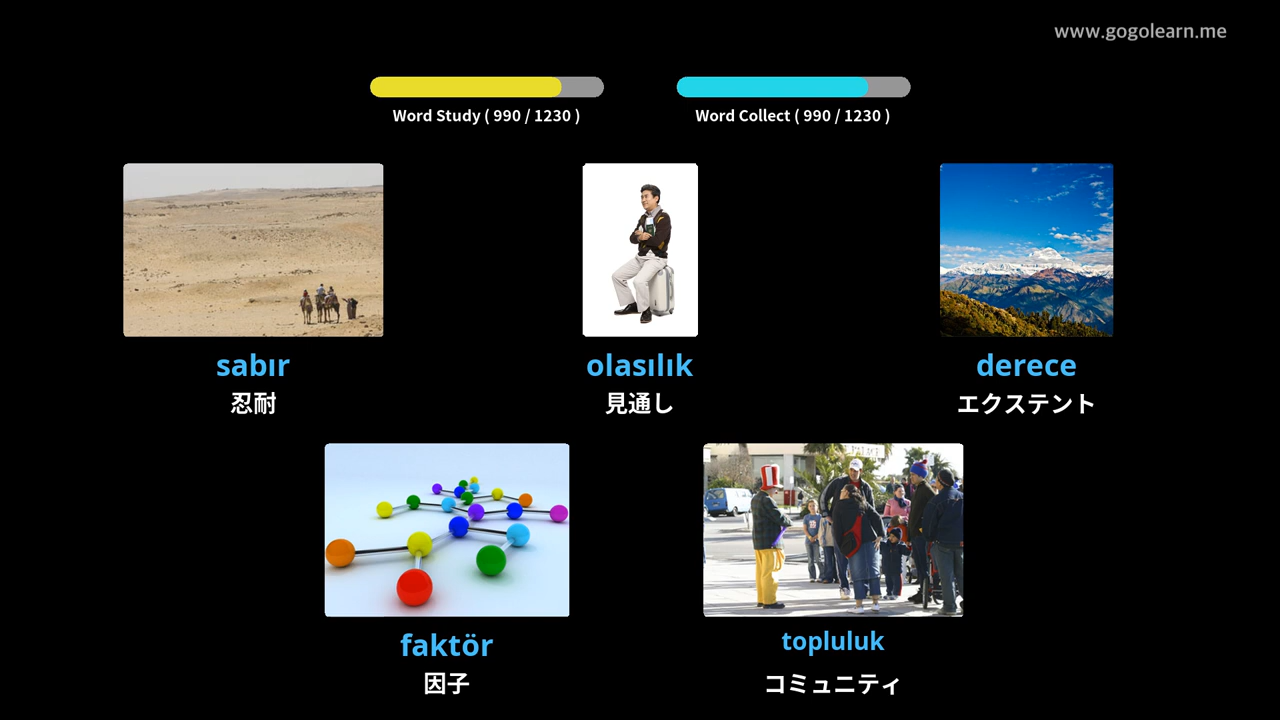 www.gogolearn.me
Word Study ( 990 / 1230 )
Word Collect ( 990 / 1230 )
sabır
olasılık
derece
忍耐
見通し
エクステント
faktör
topluluk
因子
コミュニティ